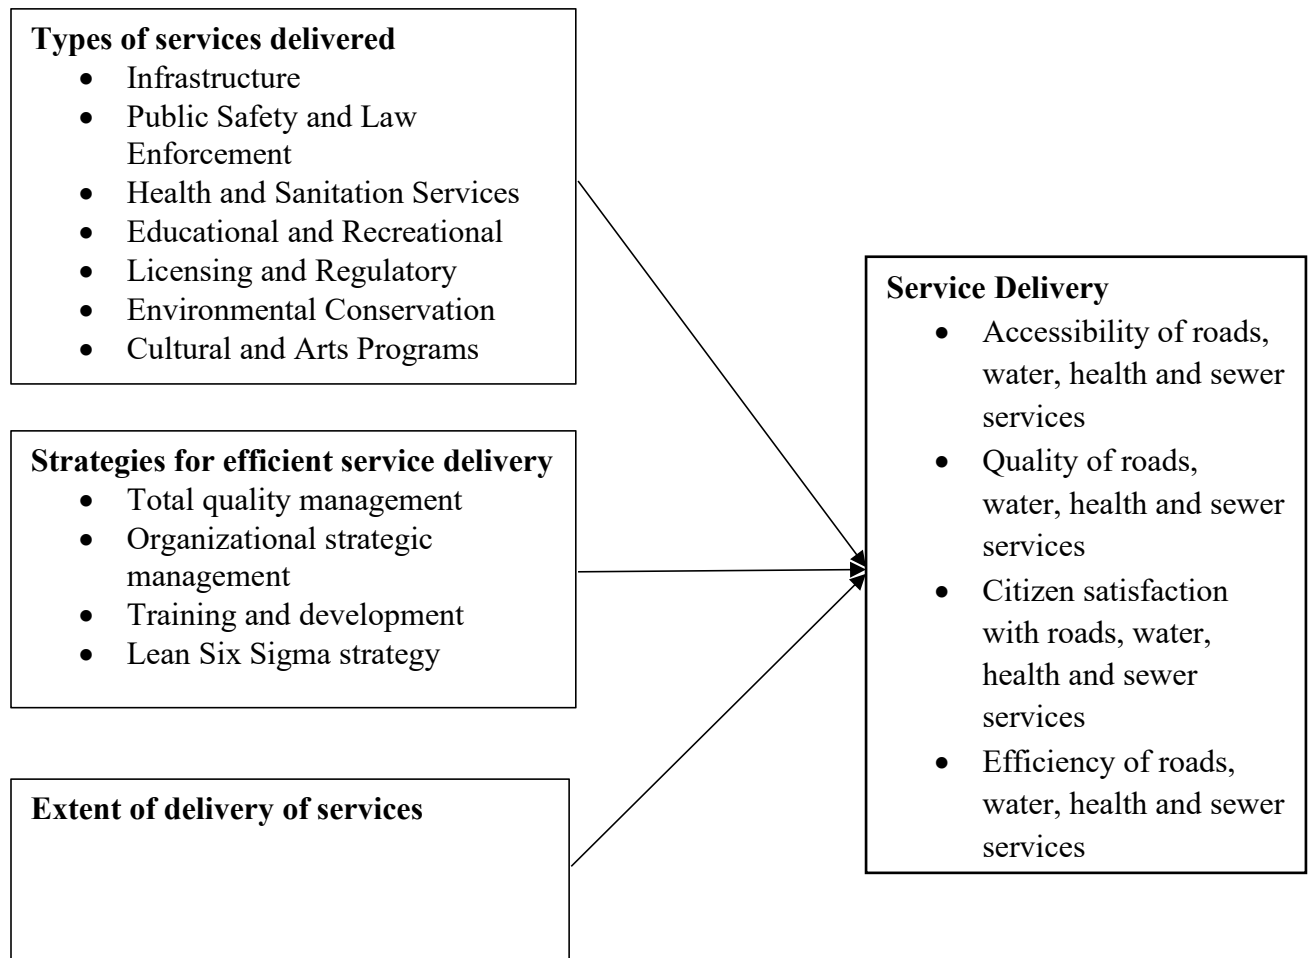 Types of services delivered
• Infrastructure
• Public Safety and Law
Enforcement
• Health and Sanitation Services
• Educational and Recreational
• Licensing and Regulatory
• Environmental Conservation
• Cultural and Arts Programs
Strategies for efficient service delivery
• Total quality management
• Organizational strategic
management
• Training and development
• Lean Six Sigma strategy
Extent of delivery of services
Service Delivery
• Accessibility of roads,
water, health and sewer
services
• Quality of roads,
water, health and sewer
services
• Citizen satisfaction
with roads, water,
health and sewer
services
• Efficiency of roads,
water, health and sewer
services